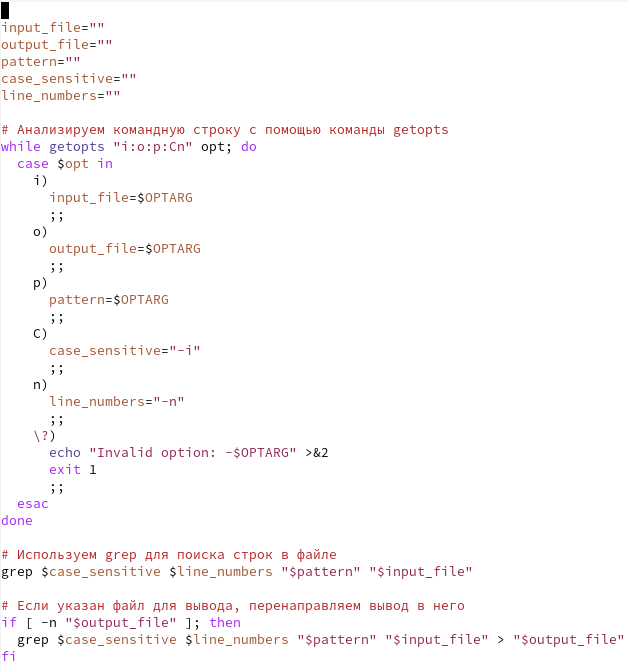 input_file=""
output_file=""
pattern=""
case_sensitive=""
line_numbers=""

# Анализируем командную строку с помощью команды getopts
while getopts "i:o:p:Cn" opt; do
  case $opt in
    i)
      input_file=$OPTARG
      ;;
    o)
      output_file=$OPTARG
      ;;
    p)
      pattern=$OPTARG
      ;;
    C)
      case_sensitive="-i"
      ;;
    n)
      line_numbers="-n"
      ;;
    \?)
      echo "Invalid option: -$OPTARG" >&2
      exit 1
      ;;
  esac
done

# Используем grep для поиска строк в файле
grep $case_sensitive $line_numbers "$pattern" "$input_file"

# Если указан файл для вывода, перенаправляем вывод в него
if [ -n "$output_file" ]; then
  grep $case_sensitive $line_numbers "$pattern" "$input_file" > "$output_file"
fi